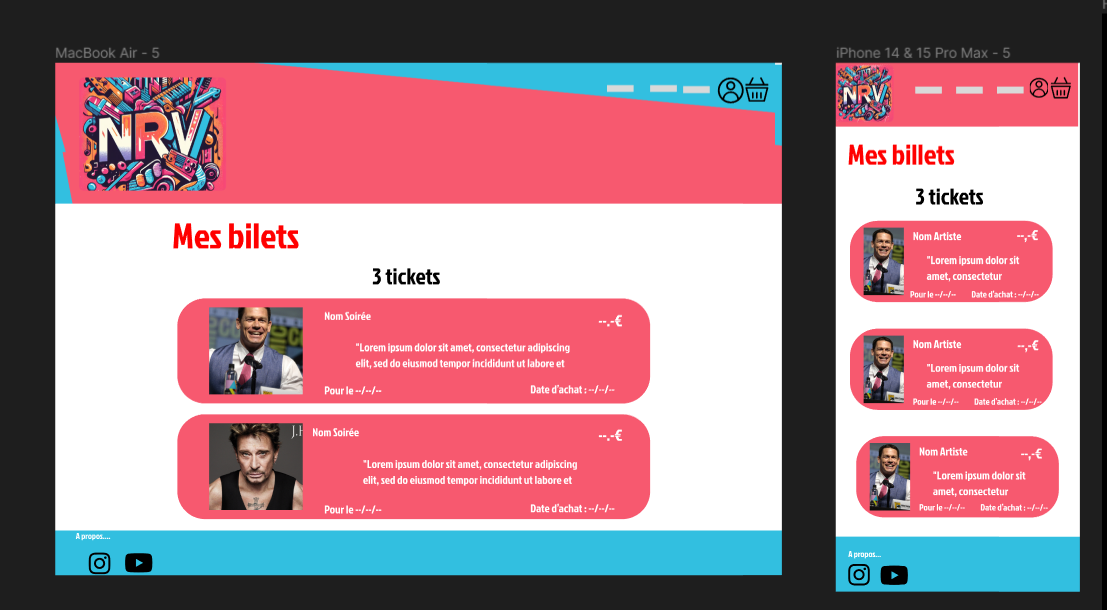 MacBook Air - 5
NRV
Mes bilets
3 tickets
Nom Soirée
--,-€
"Lorem ipsum dolor sit amet, consectetur adipiscing
elit, sed do eiusmod tempor incididunt ut labore et
Pour le --/--/--
Date d'achat : --/--/--
J.H
Nom Soirée
--,-€
"Lorem ipsum dolor sit amet, consectetur adipiscing
elit, sed do eiusmod tempor incididunt ut labore et
Pour le --/--/--
Date d'achat : --/--/--
A propos....
iPhone 14 & 15 Pro Max - 5
NRV
Mes billets
3 tickets
Nom Artiste
--,-€
"Lorem ipsum dolor sit
amet, consectetur
Pour le --/--/--
Date d'achat : --/--/--
Nom Artiste
--,-€
"Lorem ipsum dolor sit
amet, consectetur
Pour le --/--/--
Date d'achat : --/--/--
Nom Artiste
--,-€
"Lorem ipsum dolor sit
amet, consectetur
Pour le --/--/--
Date d'achat : --/--/--
A propos...